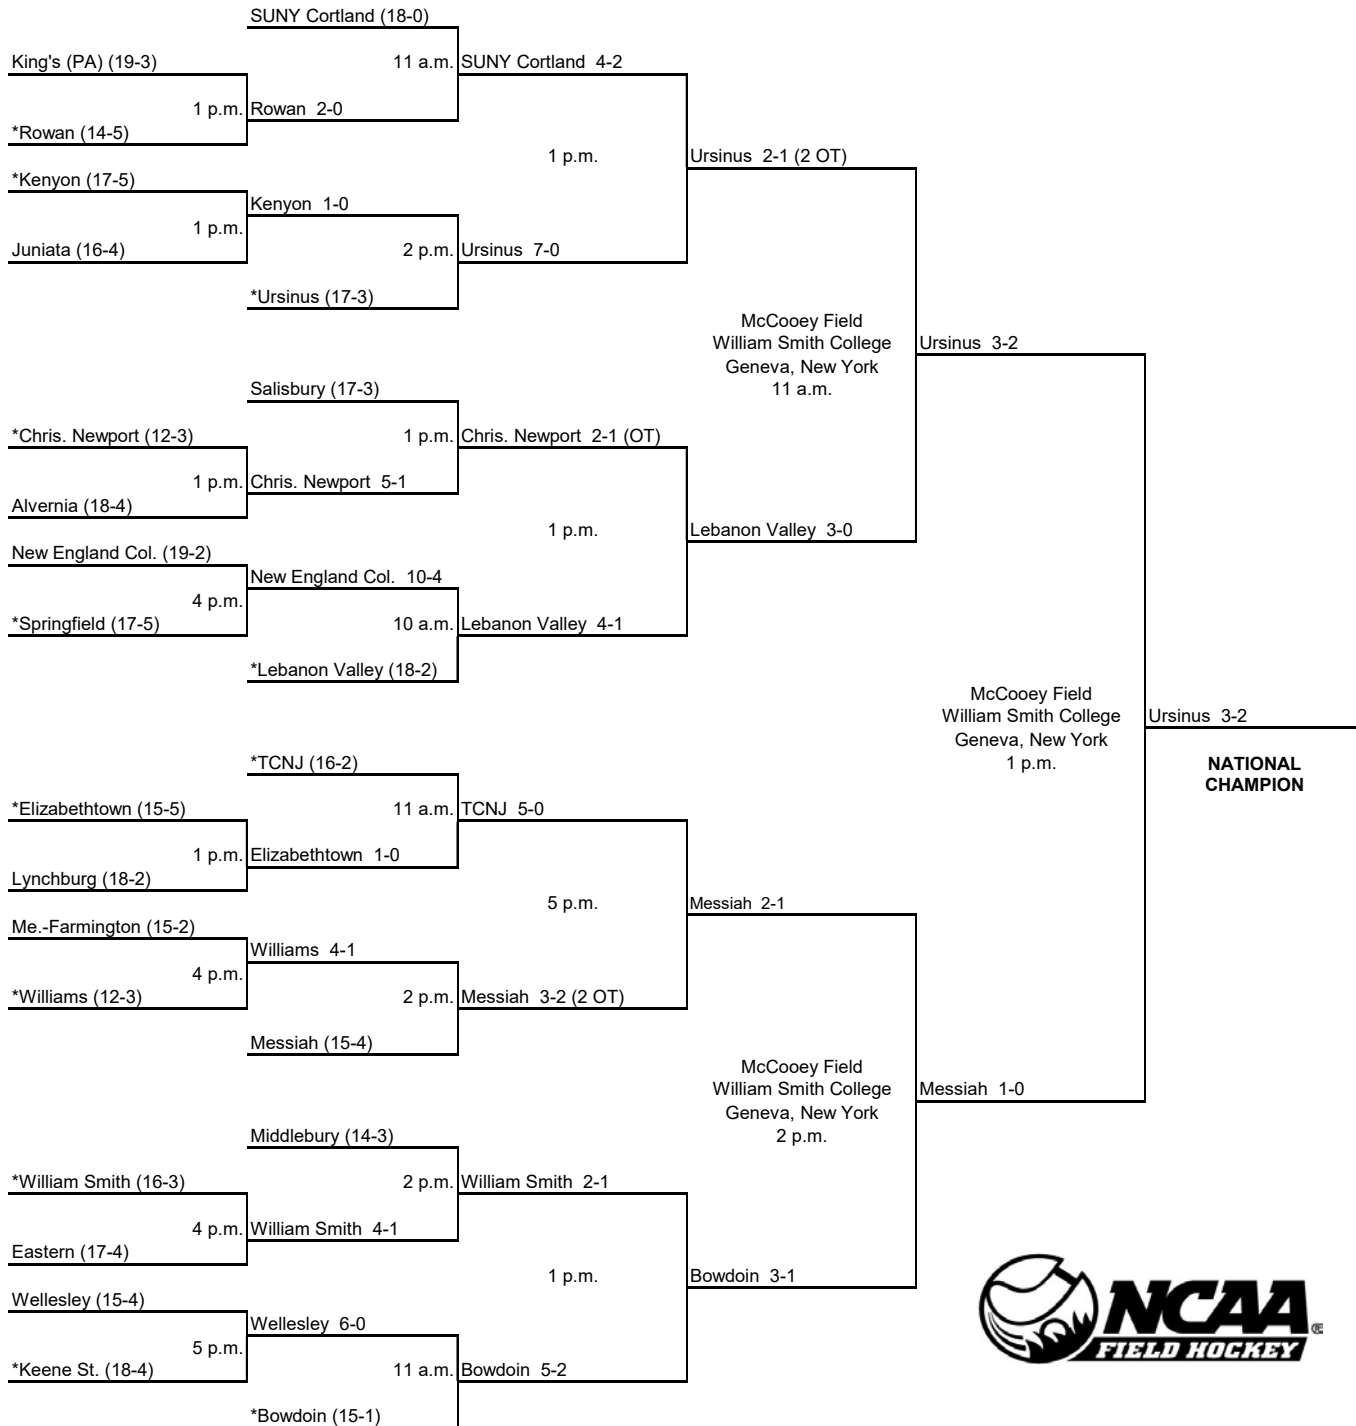 SUNY Cortland (18-0)
King's (PA) (19-3)
11 a.m. SUNY Cortland 4-2
1 p.m. Rowan 2-0
*Rowan (14-5)
1 p.m. Ursinus 2-1 (2 OT)
*Kenyon (17-5)
Kenyon 1-0
1 p.m.
Juniata (16-4)
2 p.m. Ursinus 7-0
*Ursinus (17-3)
McCooey Field
William Smith College
Geneva, New York
11 a.m.
Ursinus 3-2
Salisbury (17-3)
*Chris. Newport (12-3)
1 p.m. Chris. Newport 2-1 (OT)
1 p.m. Chris. Newport 5-1
Alvernia (18-4)
1 p.m. Lebanon Valley 3-0
New England Col. (19-2)
New England Col. 10-4
4 p.m.
*Springfield (17-5)
10 a.m. Lebanon Valley 4-1
*Lebanon Valley (18-2)
McCooey Field
William Smith College
Geneva, New York
1 p.m.
Ursinus 3-2
NATIONAL
CHAMPION
*TCNJ (16-2)
*Elizabethtown (15-5)
11 a.m. TCNJ 5-0
1 p.m. Elizabethtown 1-0
Lynchburg (18-2)
5 p.m. Messiah 2-1
Me.-Farmington (15-2)
Williams 4-1
4 p.m.
*Williams (12-3)
2 p.m. Messiah 3-2 (2 OT)
Messiah (15-4)
McCooey Field
William Smith College
Geneva, New York
2 p.m.
Messiah 1-0
Middlebury (14-3)
*William Smith (16-3)
2 p.m. William Smith 2-1
4 p.m. William Smith 4-1
Eastern (17-4)
1 p.m. Bowdoin 3-1
Wellesley (15-4)
Wellesley 6-0
5 p.m.
*Keene St. (18-4)
11 a.m. Bowdoin 5-2
*Bowdoin (15-1)
NCAA
FIELD HOCKEY